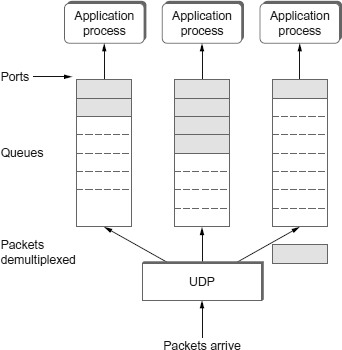 Application
process
Application
process
Application
process
Ports
Queues
Packets
demultiplexed
UDP
Packets arrive